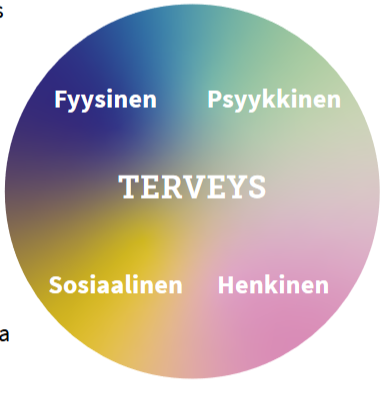 s
Fyysinen Psyykkinen
TERVEYS
Sosiaalinen Henkinen
a